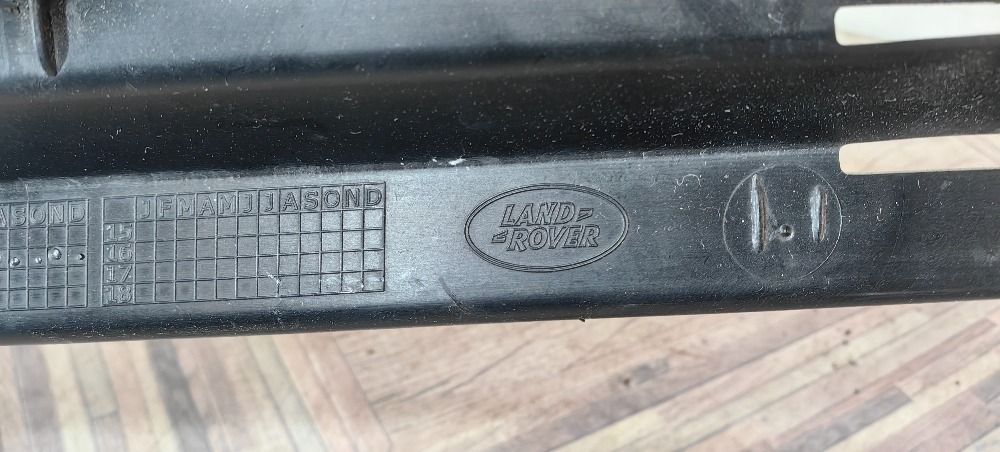 ASOND
JFMAMJJASOND
15
16
17
18
LAND
ROVER